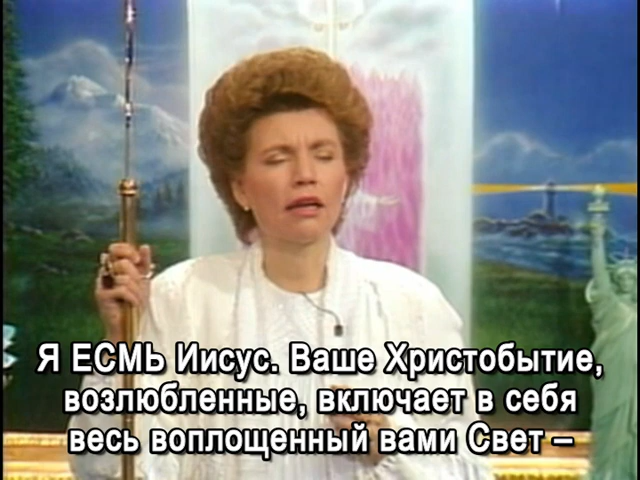 Я ЕСМЬ Иисус. Ваше Христобытие,
возлюбленные, включает в себя
весь воплощенный вами Свет –